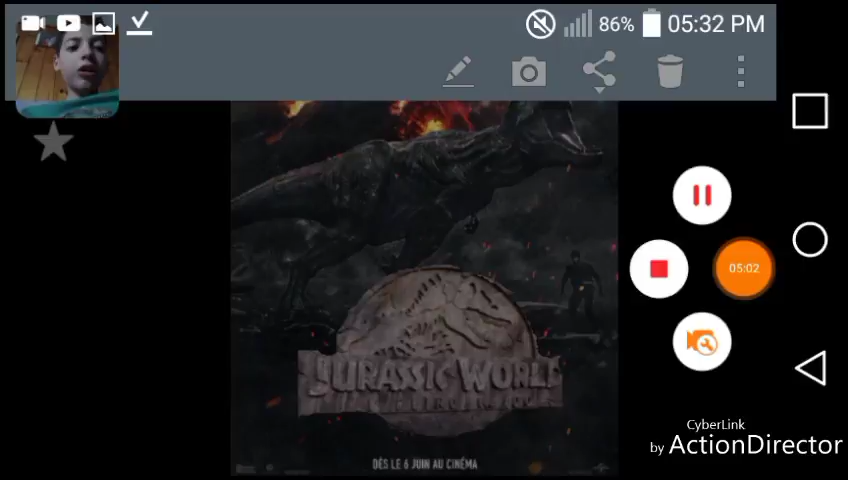 86% 05:32 PM
05:02
JURASSIC WORLD
DÈS LE 6 JUIN AU CINÉMA
CyberLink
by ActionDirector